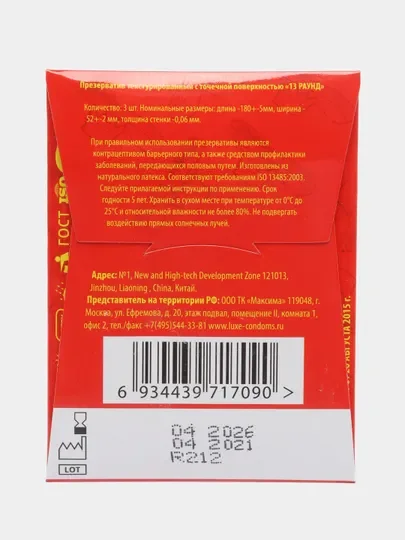 Презерватив текстурированный с точечной поверхностью «13 РАУНД»
Количество: 3 шт. Номинальные размеры: длина -180+-5мм, ширина -
52+-2 мм, толщина стенки -0,06 мм.
При правильном использовании презервативы являются
контрацептивом барьерного типа, а также средством профилактики
заболеваний, передающихся половым путем. Изготовлены из
натурального латекса. Соответствуют требованиям ISO 13485:2003.
Следуйте прилагаемой инструкции по применению. Срок
годности 5 лет. Хранить в сухом месте при температуре от 0°С до
25°С и относительной влажности не более 80%. Не подвергать
воздействию прямых солнечных лучей.
ГОСТ ISO
Адрес: №1, New and High-tech Development Zone 121013,
Jinzhou, Liaoning , China, Китай.
Представитель на территории РФ: ООО ТК «Максима» 119048, г.
Москва, ул. Ефремова, д. 20, этаж подвал, помещение II, комната 1,
офис 2, тел./факс +7(495)544-33-81 www.luxe-condoms.ru
АВГУСТА 2015 г.
6 934439 717090 >
04 2026
04 2021
R212
LOT